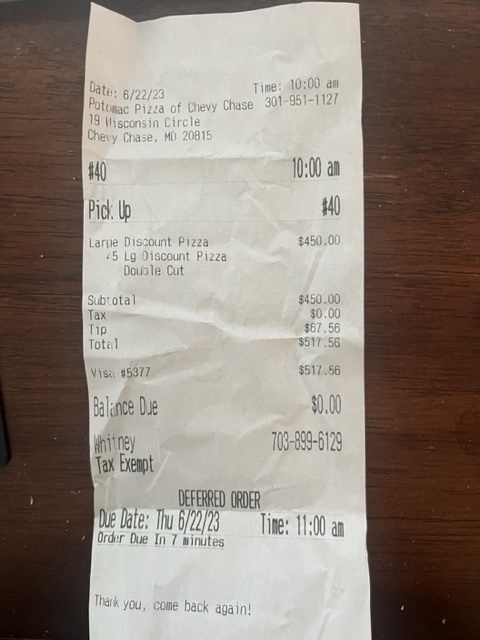 Date: 6/22/23 Time: 10:00 am
Potomac Pizza of Chevy Chase 301-951-1127
19 Wisconsin Circle
Chevy Chase, MD 20815
#40 10:00 am
Pick Up #40
Large Discount Pizza $450.00
45 Lg Discount Pizza
Double Cut
Subtotal $450.00
Tax $0.00
Tip $67.56
Total $517.56
Visa #5377 $517.56
Balance Due $0.00
Whitney 703-899-6129
Tax Exempt
DEFERRED ORDER
Due Date: Thu 6/22/23 Time: 11:00 am
Order Due In 7 minutes
Thank you, come back again!